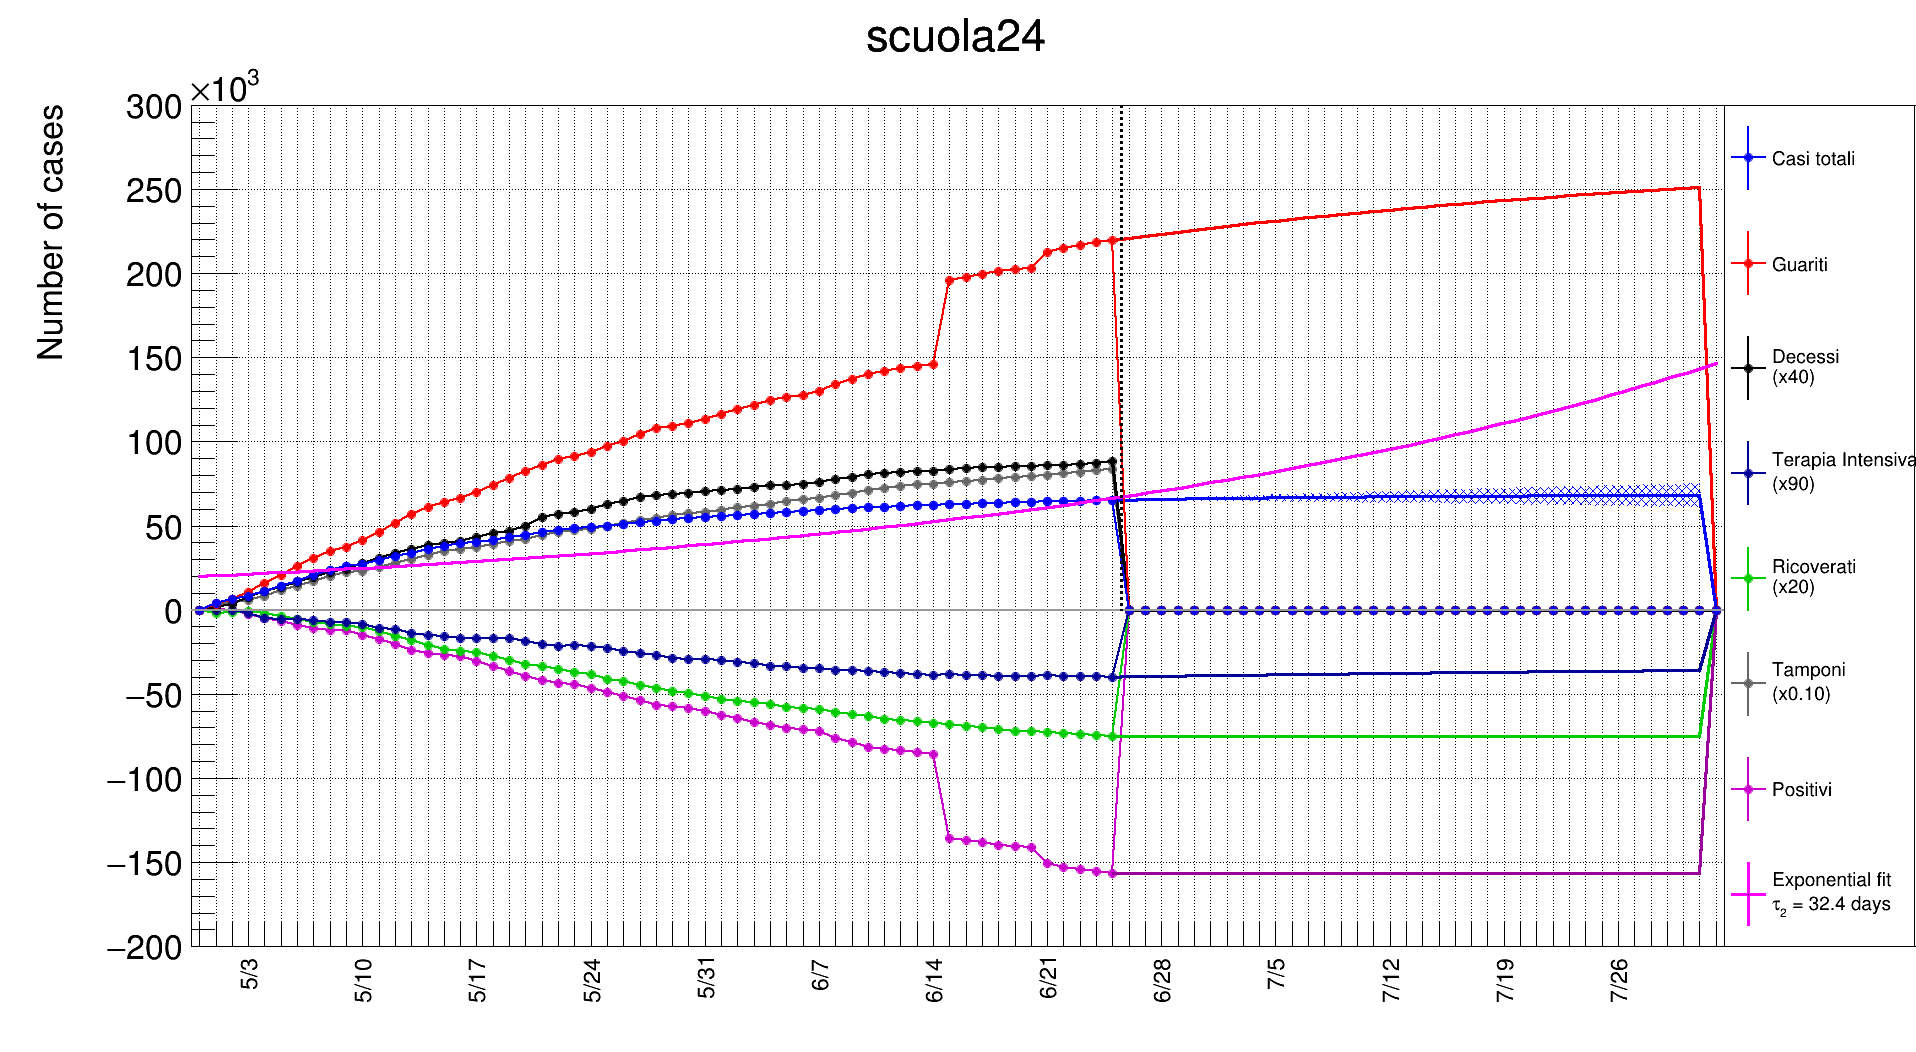 scuola24
×10³
Number of cases
300
250
200
150
100
50
0
−50
−100
−150
−200
5/3
5/10
5/17
5/24
5/31
6/7
6/14
6/21
6/28
7/5
7/12
7/19
7/26
Casi totali
Guariti
Decessi
(x40)
Terapia Intensiva
(x90)
Ricoverati
(x20)
Tamponi
(x0.10)
Positivi
Exponential fit
τ₂ = 32.4 days